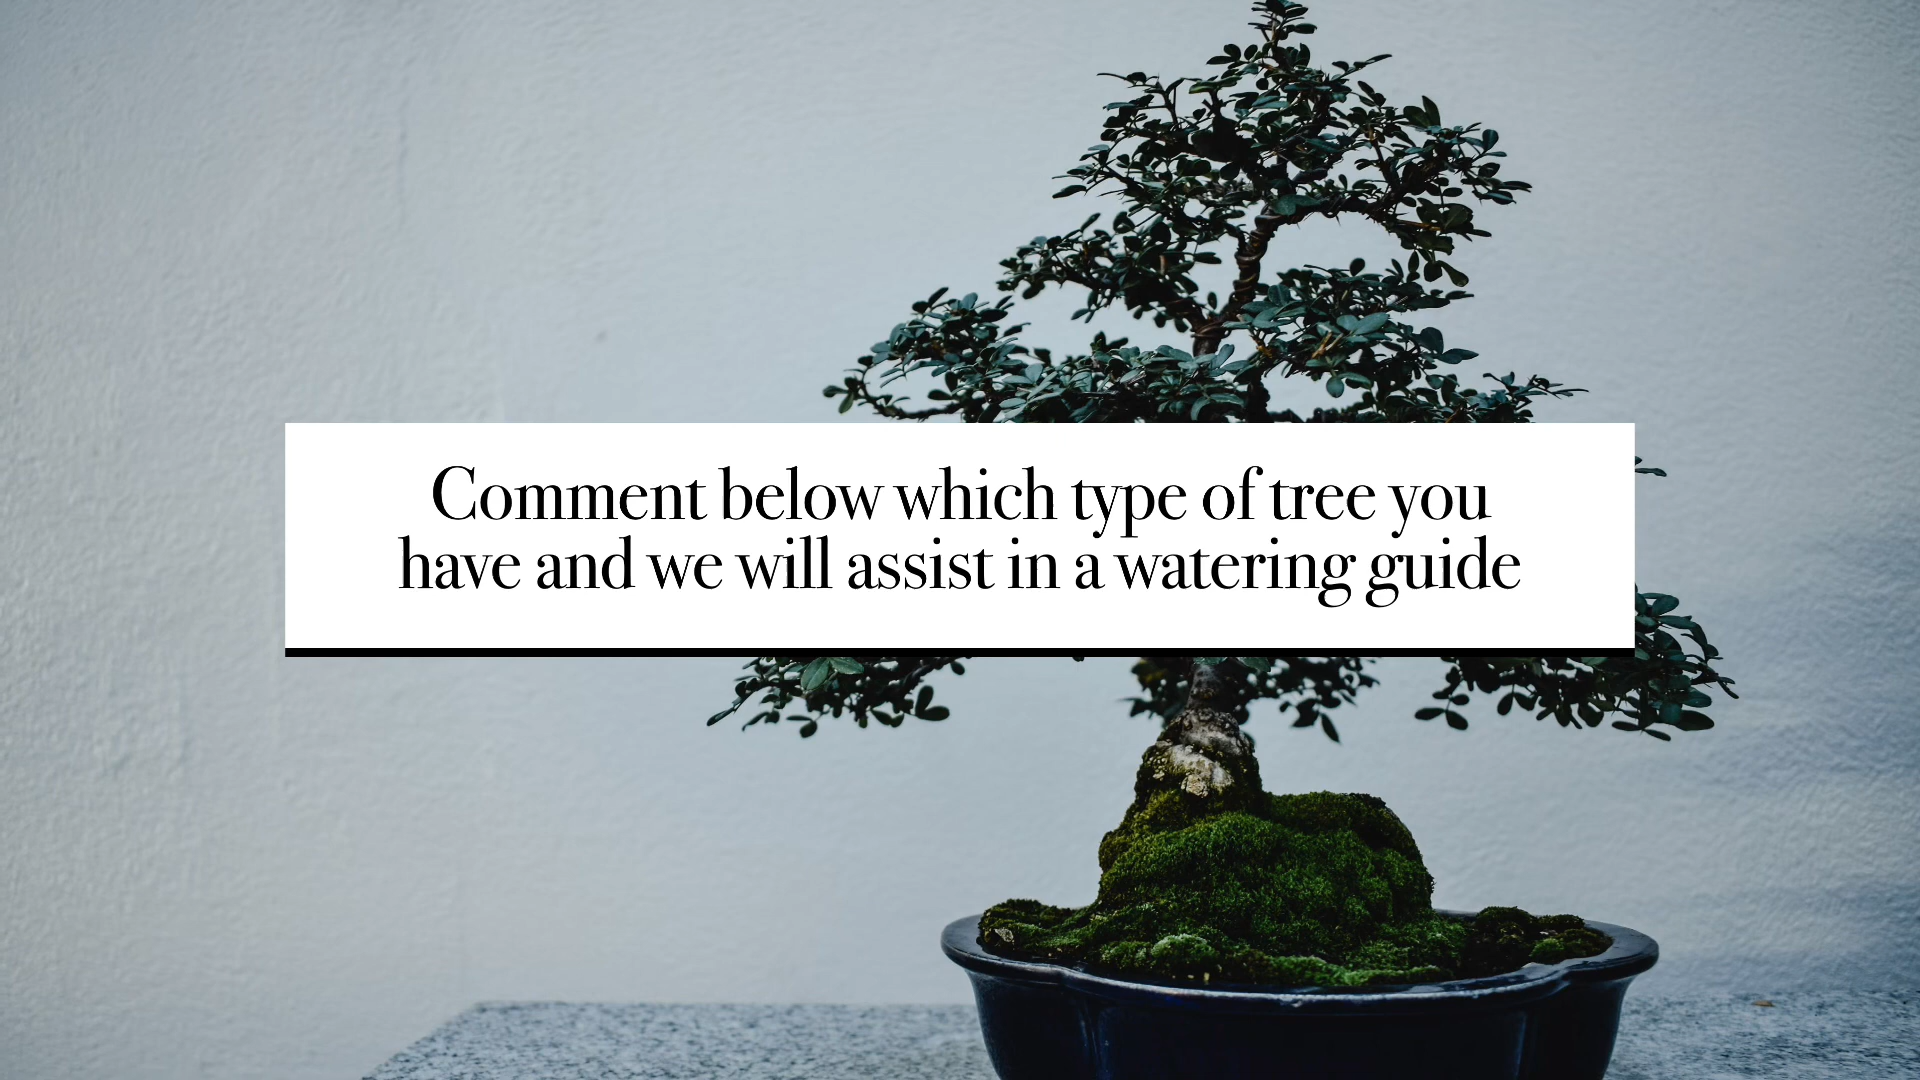 Comment below which type of tree you
have and we will assist in a watering guide